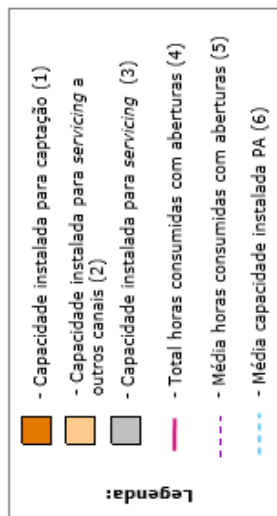 Legenda:
- Capacidade instalada para captação (1)
- Capacidade instalada para servicing a
outros canais (2)
- Capacidade instalada para servicing (3)
- Total horas consumidas com aberturas (4)
- Média horas consumidas com aberturas (5)
- Média capacidade instalada PA (6)